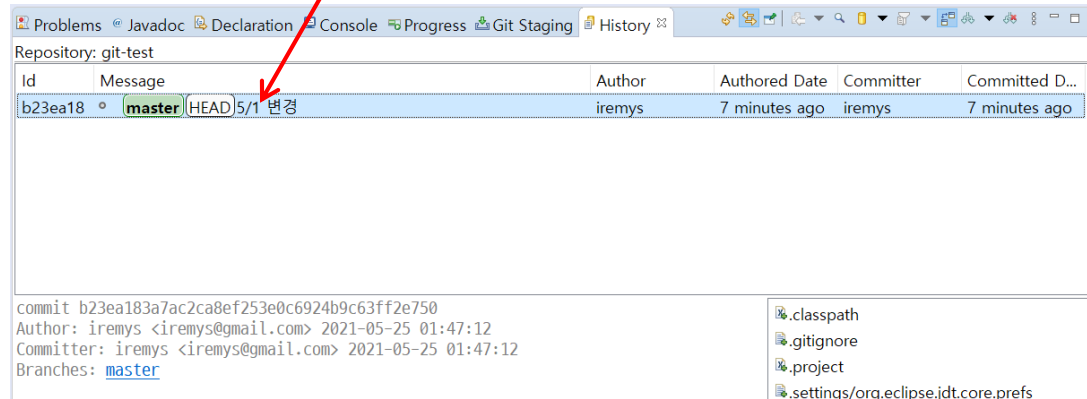 Problems @ Javadoc Declaration Console Progress Git Staging History
Repository: git-test
Id Message Author Authored Date Committer Committed D...
b23ea18 master HEAD 5/1 변경 iremys 7 minutes ago iremys 7 minutes ago
commit b23ea183a7ac2ca8ef253e0c6924b9c63ff2e750
Author: iremys <iremys@gmail.com> 2021-05-25 01:47:12
Committer: iremys <iremys@gmail.com> 2021-05-25 01:47:12
Branches: master
.classpath
.gitignore
.project
.settings/org.eclipse.jdt.core.prefs